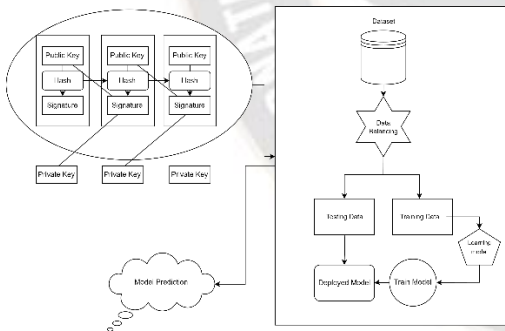 Public Key
Public Key
Public Key
Hash
Hash
Hash
Signature
Signature
Signature
Private Key
Private Key
Private Key
Model Prediction
Dataset
Data
Balancing
Testing Data
Training Data
Learning
model
Deployed Model
Train Model